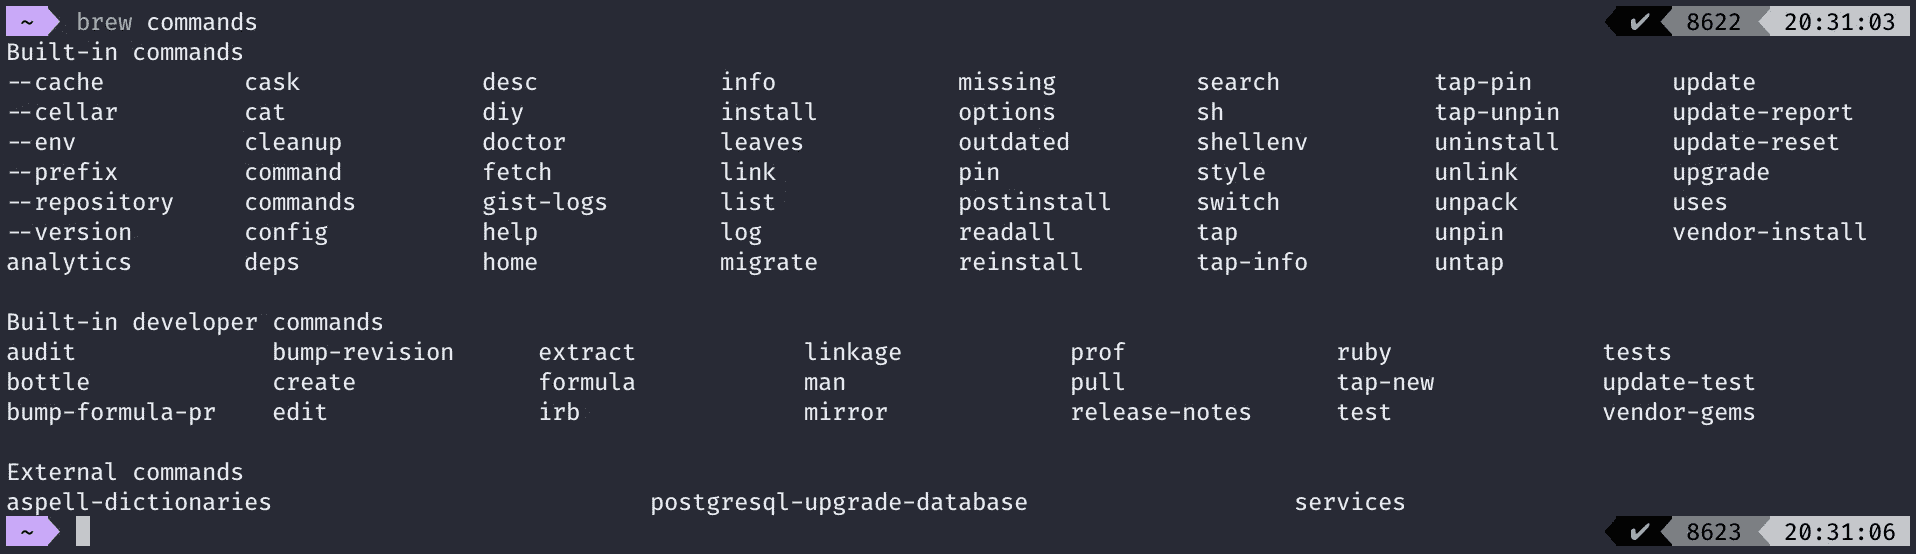 ~ brew commands ✔ 8622 20:31:03
Built-in commands
--cache cask desc info missing search tap-pin update
--cellar cat diy install options sh tap-unpin update-report
--env cleanup doctor leaves outdated shellenv uninstall update-reset
--prefix command fetch link pin style unlink upgrade
--repository commands gist-logs list postinstall switch unpack uses
--version config help log readall tap unpin vendor-install
analytics deps home migrate reinstall tap-info untap
Built-in developer commands
audit bump-revision extract linkage prof ruby tests
bottle create formula man pull tap-new update-test
bump-formula-pr edit irb mirror release-notes test vendor-gems
External commands
aspell-dictionaries postgresql-upgrade-database services
~ ✔ 8623 20:31:06